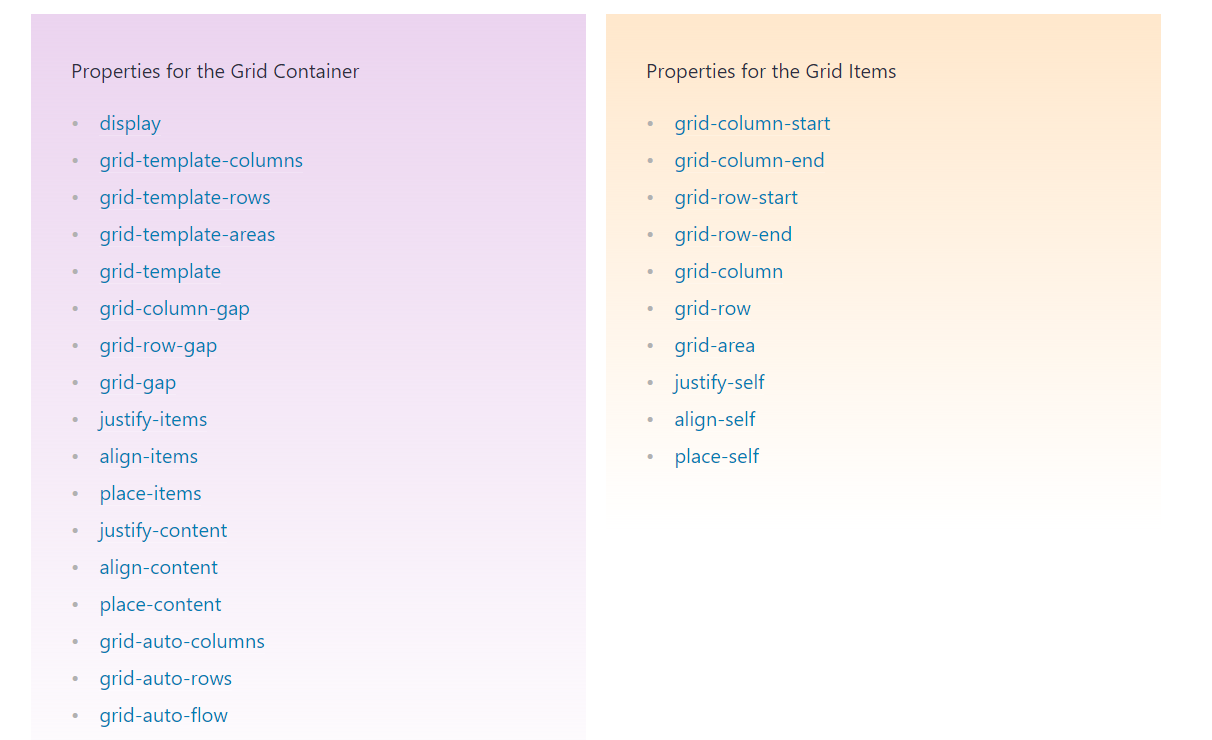 Properties for the Grid Container
display
grid-template-columns
grid-template-rows
grid-template-areas
grid-template
grid-column-gap
grid-row-gap
grid-gap
justify-items
align-items
place-items
justify-content
align-content
place-content
grid-auto-columns
grid-auto-rows
grid-auto-flow
Properties for the Grid Items
grid-column-start
grid-column-end
grid-row-start
grid-row-end
grid-column
grid-row
grid-area
justify-self
align-self
place-self